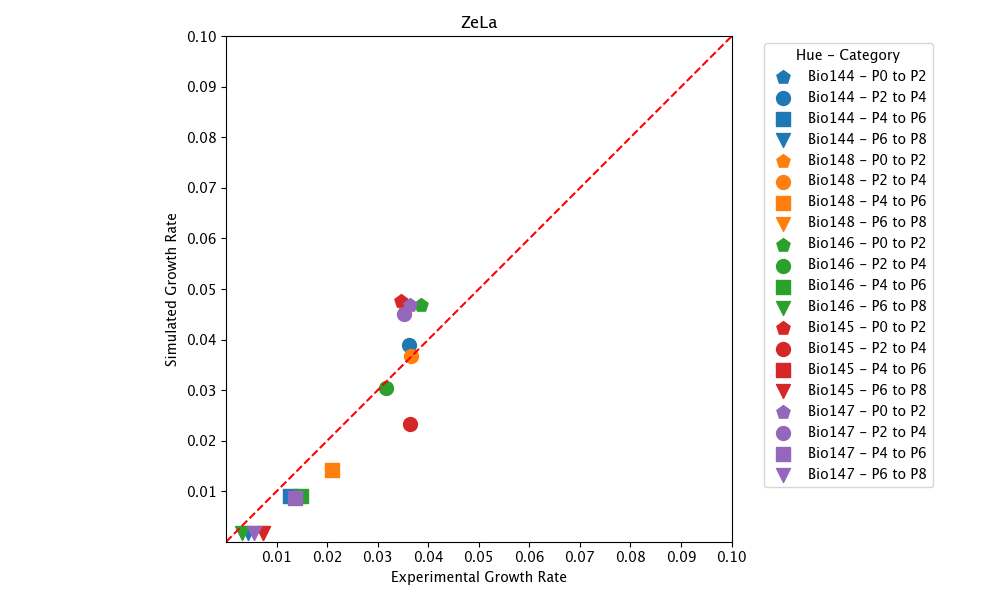 ZeLa
0.10
0.09
0.08
0.07
0.06
0.05
0.04
0.03
0.02
0.01
Simulated Growth Rate
0.01 0.02 0.03 0.04 0.05 0.06 0.07 0.08 0.09 0.10
Experimental Growth Rate
Hue - Category
Bio144 - P0 to P2
Bio144 - P2 to P4
Bio144 - P4 to P6
Bio144 - P6 to P8
Bio148 - P0 to P2
Bio148 - P2 to P4
Bio148 - P4 to P6
Bio148 - P6 to P8
Bio146 - P0 to P2
Bio146 - P2 to P4
Bio146 - P4 to P6
Bio146 - P6 to P8
Bio145 - P0 to P2
Bio145 - P2 to P4
Bio145 - P4 to P6
Bio145 - P6 to P8
Bio147 - P0 to P2
Bio147 - P2 to P4
Bio147 - P4 to P6
Bio147 - P6 to P8